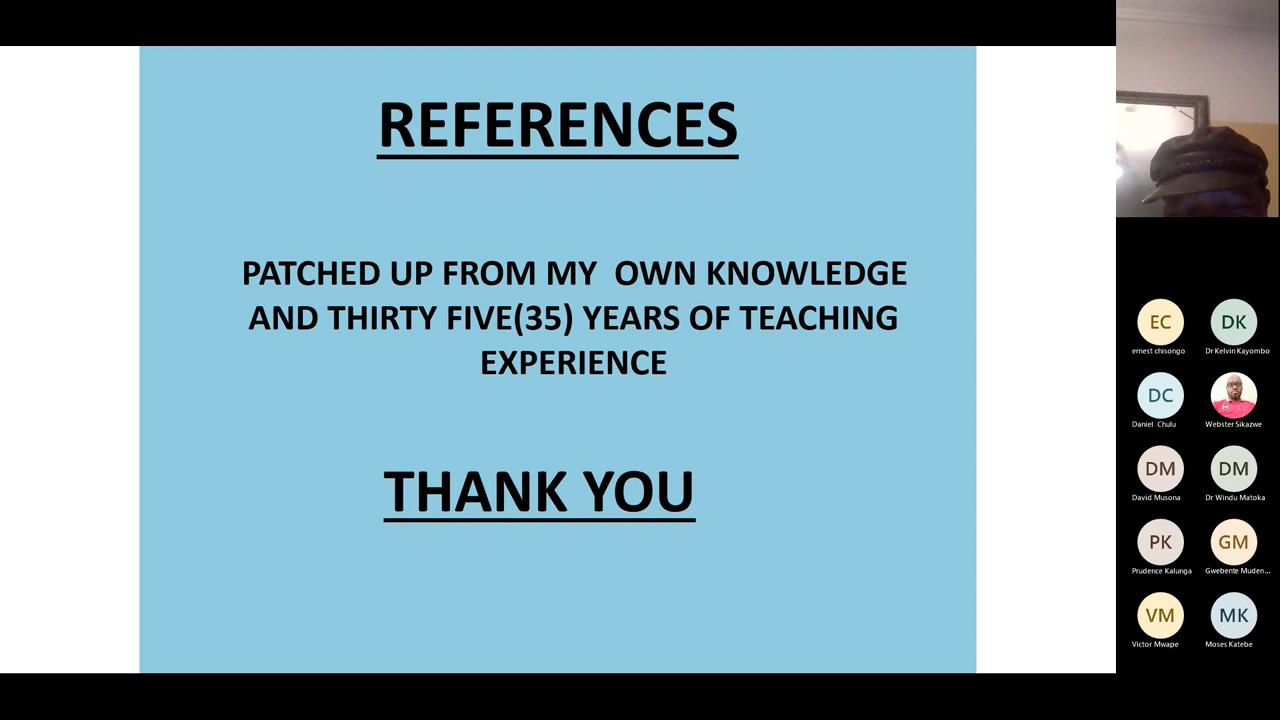 REFERENCES
PATCHED UP FROM MY OWN KNOWLEDGE
AND THIRTY FIVE(35) YEARS OF TEACHING
EXPERIENCE
THANK YOU
EC
DK
ernest chisongo
Dr Kelvin Kayombo
DC
Daniel Chulu
Webster Sikazwe
DM
DM
David Musona
Dr Windu Matoka
PK
GM
Prudence Kalunga
Gwebente Muden...
VM
MK
Victor Mwape
Moses Katebe